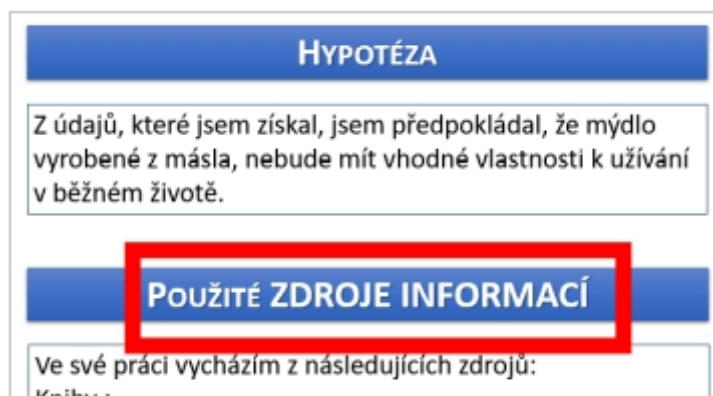 HYPOTÉZA
Z údajů, které jsem získal, jsem předpokládal, že mýdlo
vyrobené z másla, nebude mít vhodné vlastnosti k užívání
v běžném životě.
POUŽITÉ ZDROJE INFORMACÍ
Ve své práci vycházím z následujících zdrojů:
Knihy :